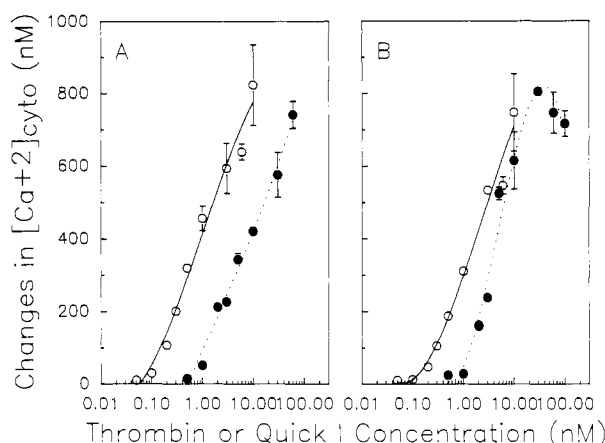 Changes in [Ca+2]cyto (nM)
1000
800
600
400
200
0
A
B
0.01 0.10 1.00 10.00 100.00
0.01 0.10 1.00 10.00 100.00
Thrombin or Quick I Concentration (nM)